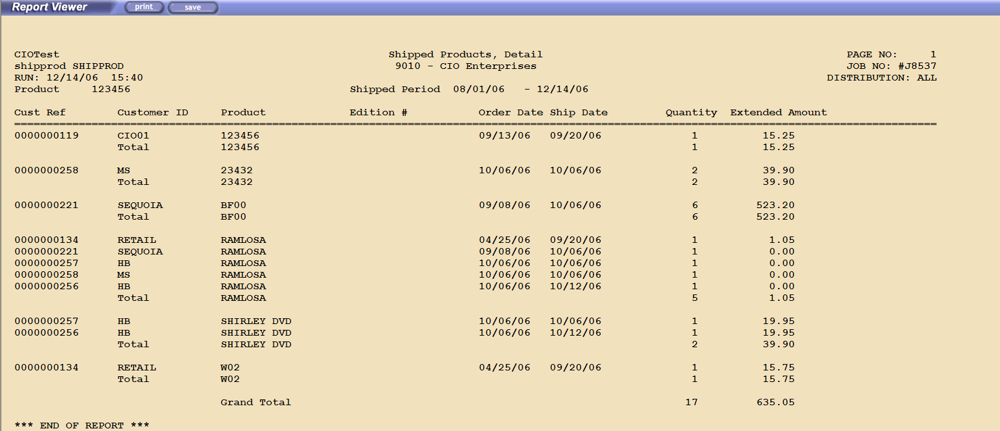 Report Viewer print save
CIOTest Shipped Products, Detail PAGE NO: 1
shipprod SHIPPROD 9010 - CIO Enterprises JOB NO: #J8537
RUN: 12/14/06 15:40 DISTRIBUTION: ALL
Product 123456 Shipped Period 08/01/06 - 12/14/06
Cust Ref Customer ID Product Edition # Order Date Ship Date Quantity Extended Amount
===============================================================================================================================================
0000000119 CIO01 123456 09/13/06 09/20/06 1 15.25
Total 123456 1 15.25
0000000258 MS 23432 10/06/06 10/06/06 2 39.90
Total 23432 2 39.90
0000000221 SEQUOIA BF00 09/08/06 10/06/06 6 523.20
Total BF00 6 523.20
0000000134 RETAIL RAMLOSA 04/25/06 09/20/06 1 1.05
0000000221 SEQUOIA RAMLOSA 09/08/06 10/06/06 1 0.00
0000000257 HB RAMLOSA 10/06/06 10/06/06 1 0.00
0000000258 MS RAMLOSA 10/06/06 10/06/06 1 0.00
0000000256 HB RAMLOSA 10/06/06 10/12/06 1 0.00
Total RAMLOSA 5 1.05
0000000257 HB SHIRLEY DVD 10/06/06 10/06/06 1 19.95
0000000256 HB SHIRLEY DVD 10/06/06 10/12/06 1 19.95
Total SHIRLEY DVD 2 39.90
0000000134 RETAIL W02 04/25/06 09/20/06 1 15.75
Total W02 1 15.75
Grand Total 17 635.05
*** END OF REPORT ***